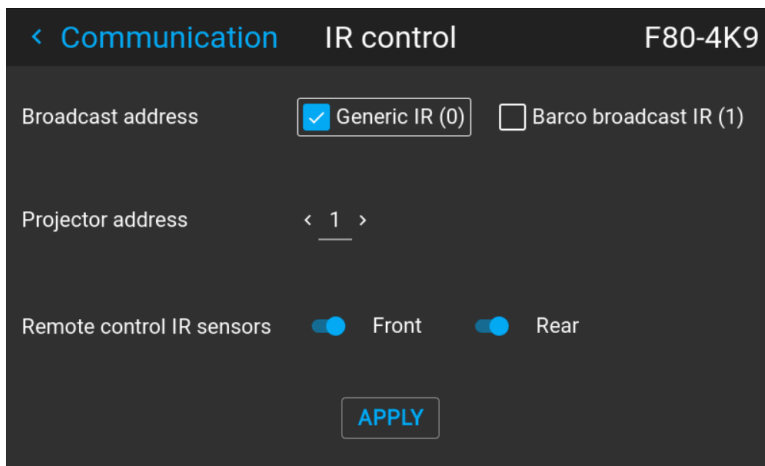 Communication IR control F80-4K9
Broadcast address Generic IR (0) Barco broadcast IR (1)
Projector address < 1 >
Remote control IR sensors Front Rear
APPLY